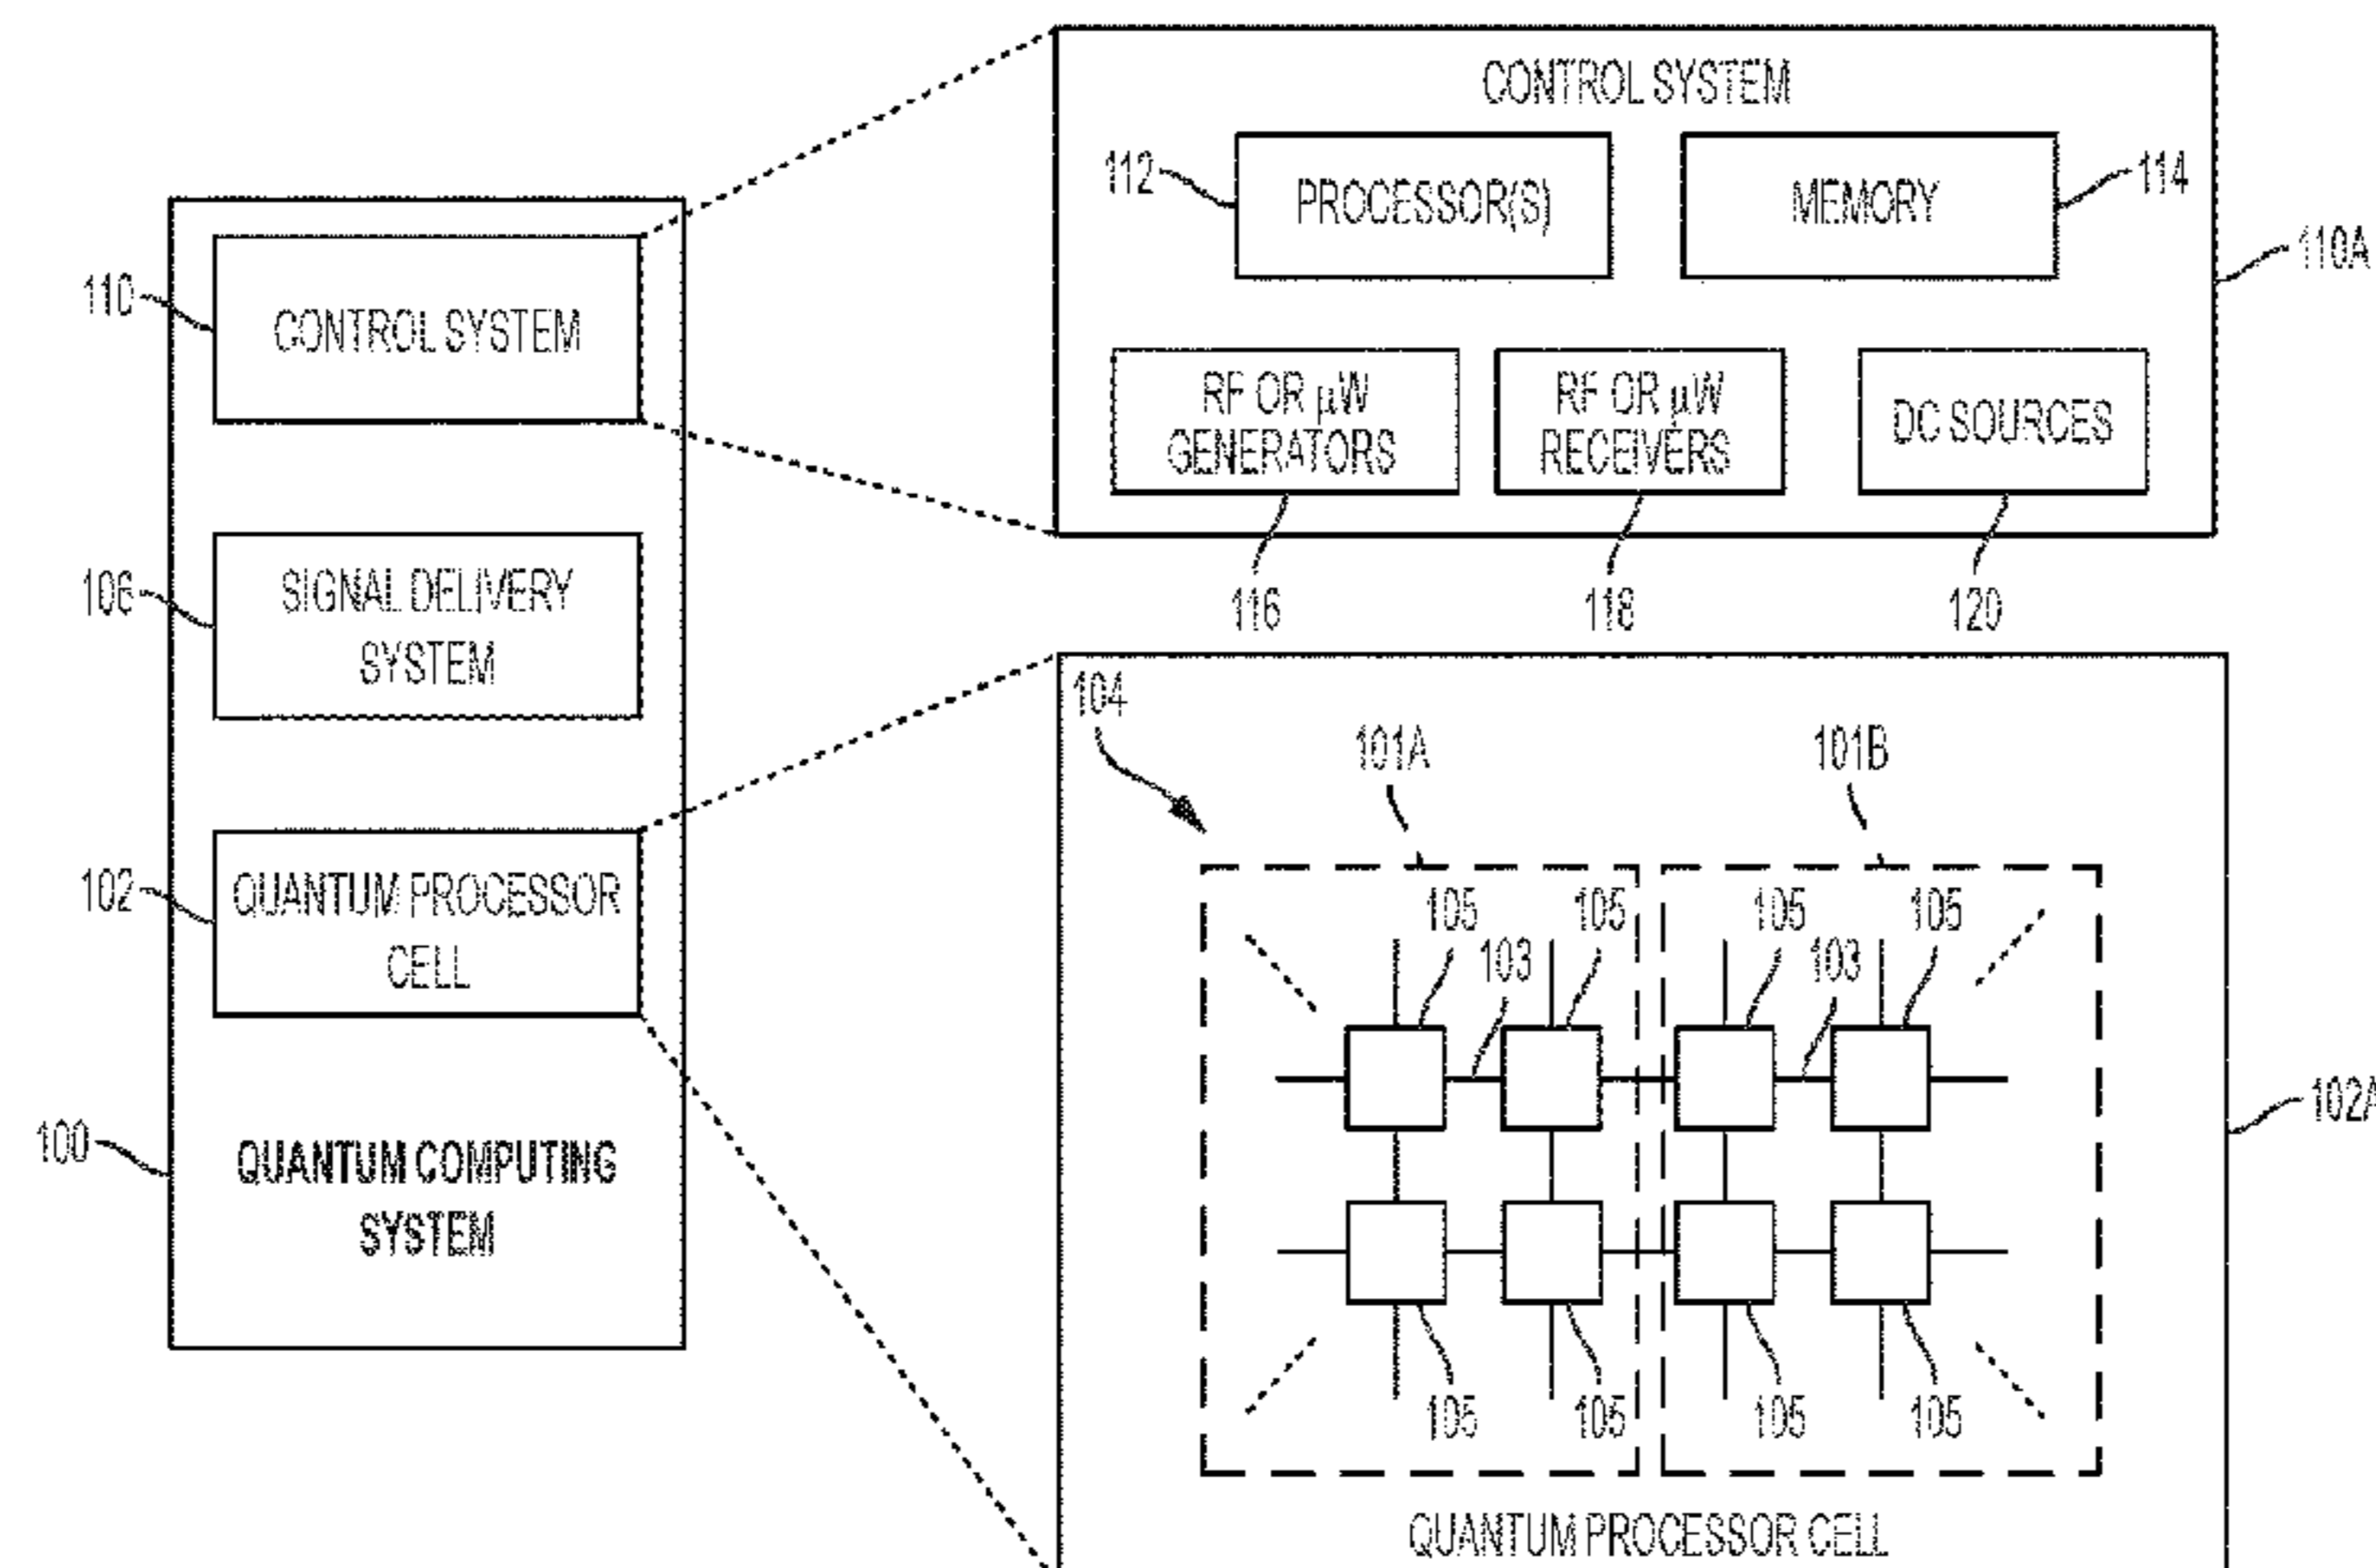 110
CONTROL SYSTEM
106
SIGNAL DELIVERY
SYSTEM
102
QUANTUM PROCESSOR
CELL
100
QUANTUM COMPUTING
SYSTEM
CONTROL SYSTEM
112
PROCESSOR(S)
MEMORY
114
110A
RF OR µW
GENERATORS
RF OR µW
RECEIVERS
DC SOURCES
116
118
120
104
101A
101B
105
105
105
105
103
103
102A
105
105
105
105
QUANTUM PROCESSOR CELL